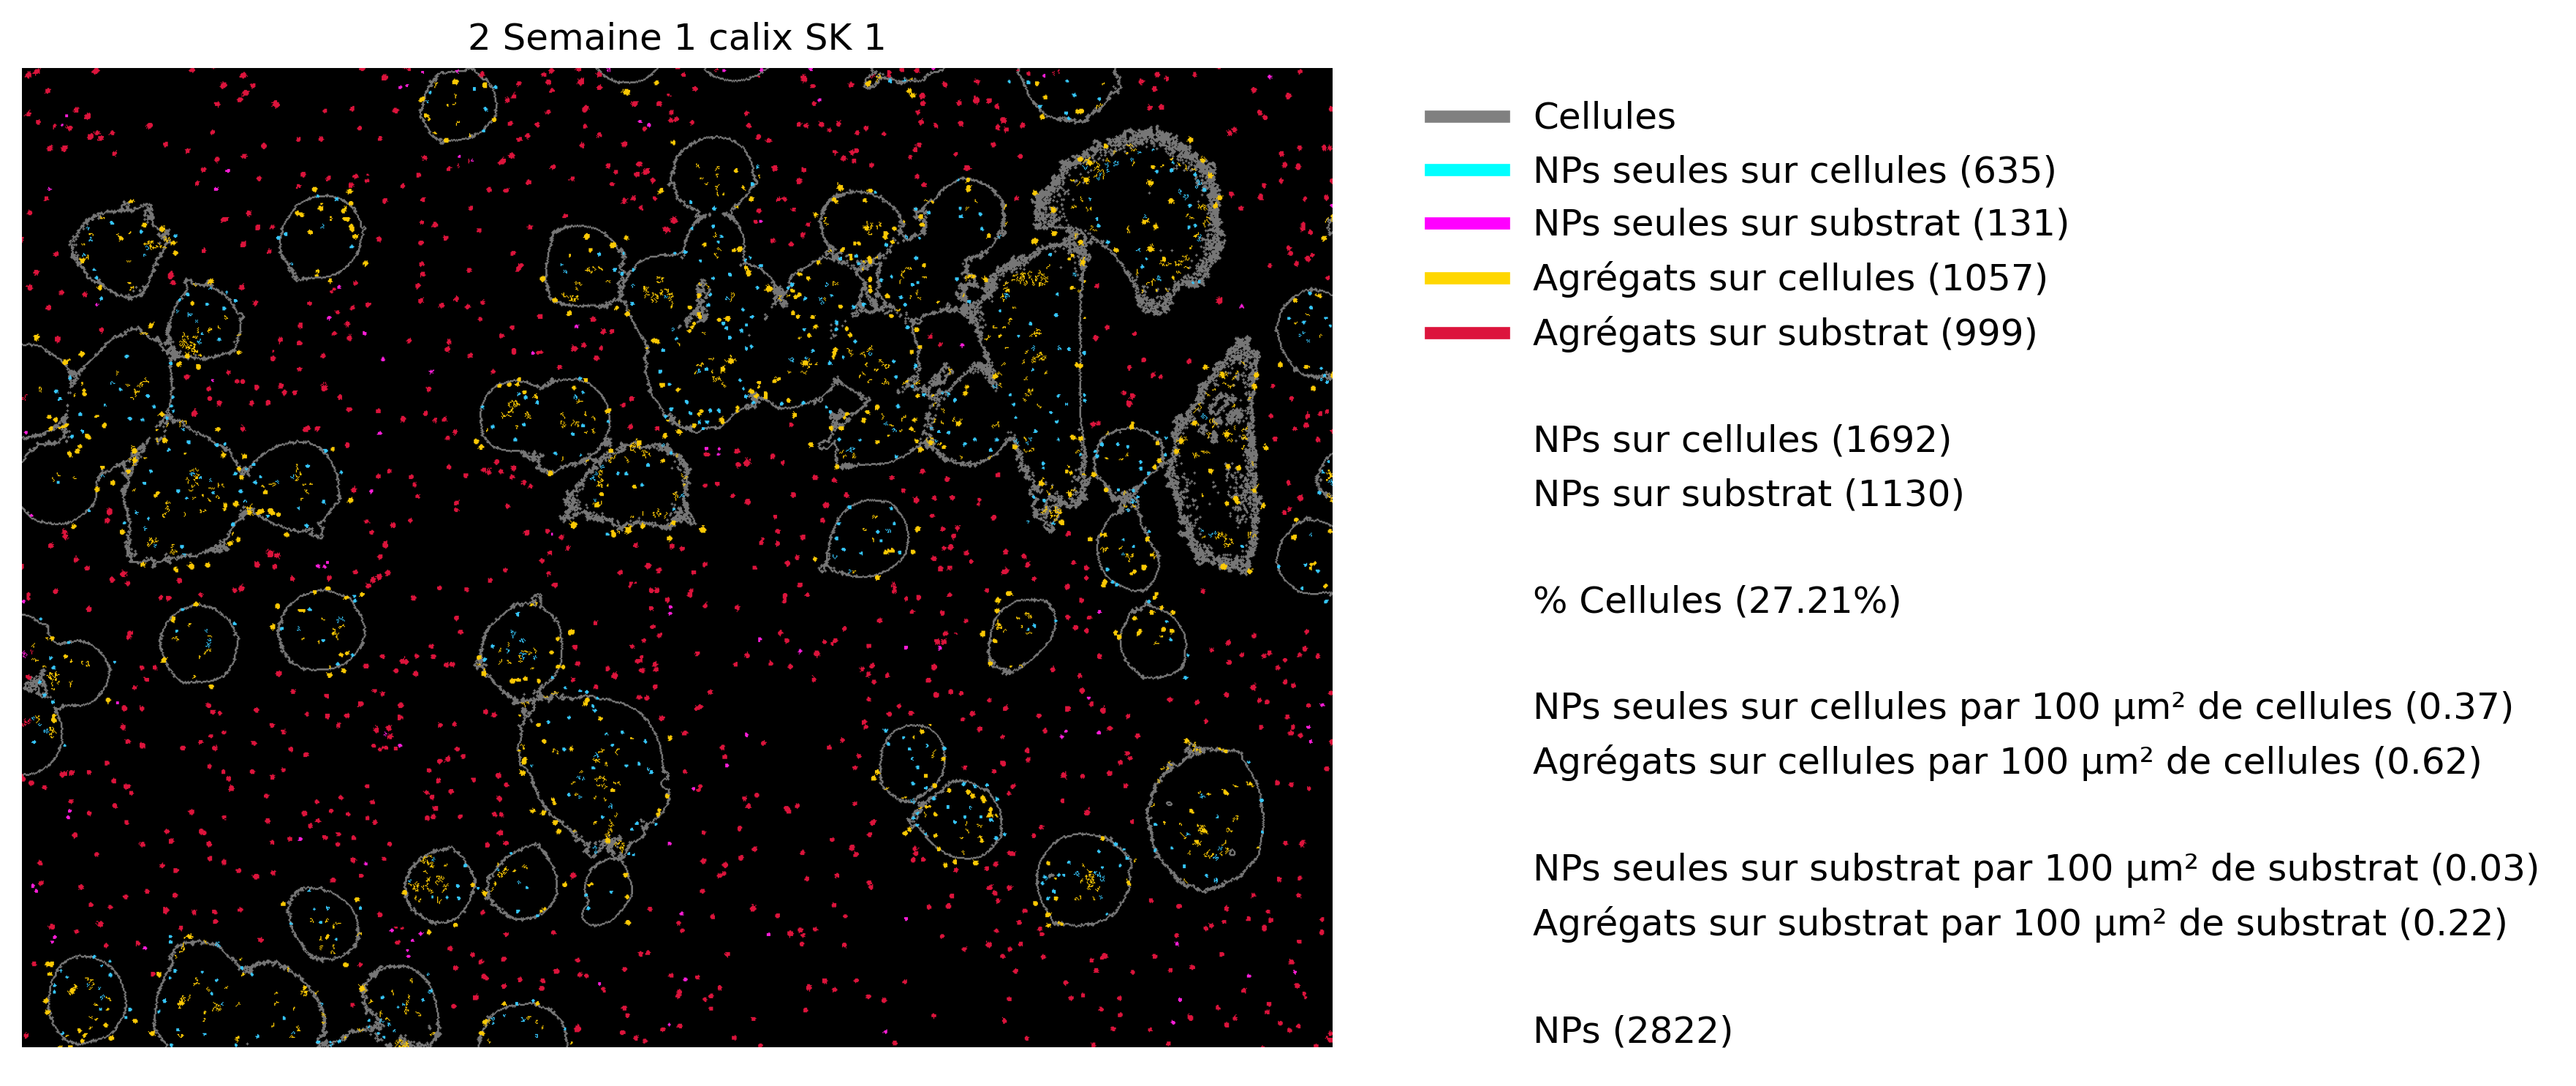 2 Semaine 1 calix SK 1
Cellules
NPs seules sur cellules (635)
NPs seules sur substrat (131)
Agrégats sur cellules (1057)
Agrégats sur substrat (999)
NPs sur cellules (1692)
NPs sur substrat (1130)
% Cellules (27.21%)
NPs seules sur cellules par 100 µm² de cellules (0.37)
Agrégats sur cellules par 100 µm² de cellules (0.62)
NPs seules sur substrat par 100 µm² de substrat (0.03)
Agrégats sur substrat par 100 µm² de substrat (0.22)
NPs (2822)